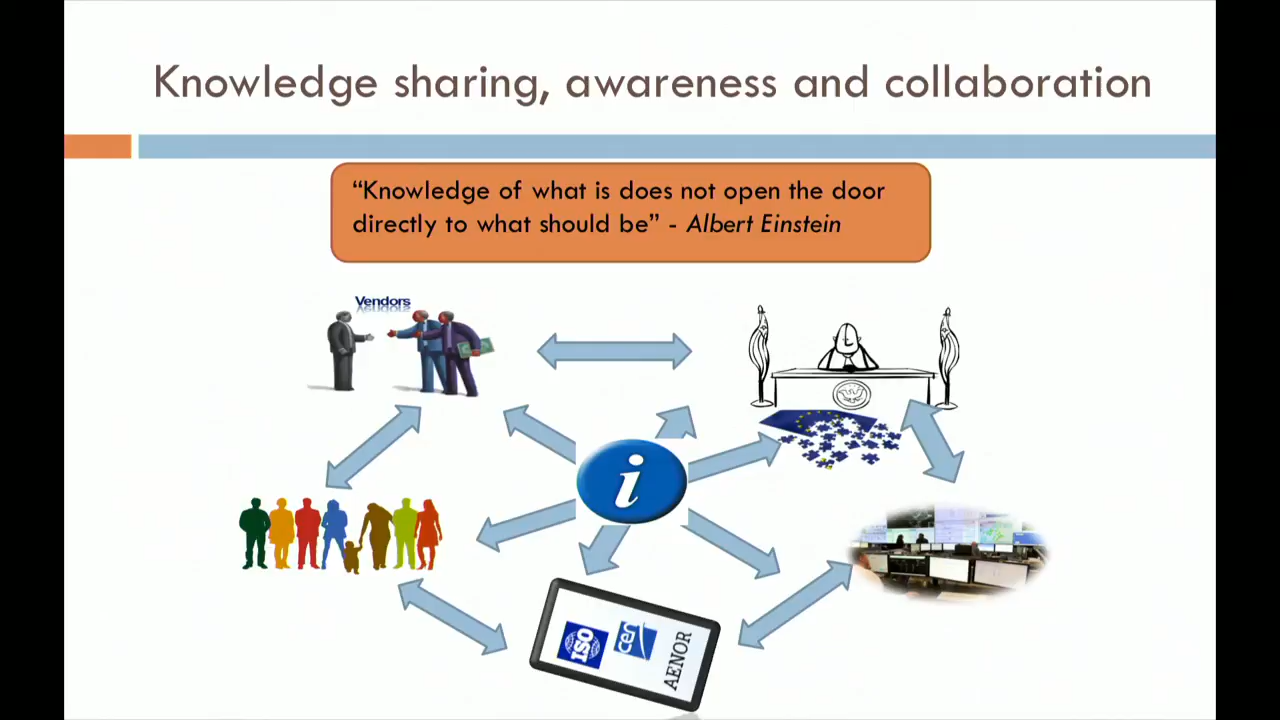 Knowledge sharing, awareness and collaboration
“Knowledge of what is does not open the door
directly to what should be” - Albert Einstein
Vendors
i
ISO
cen
AENOR